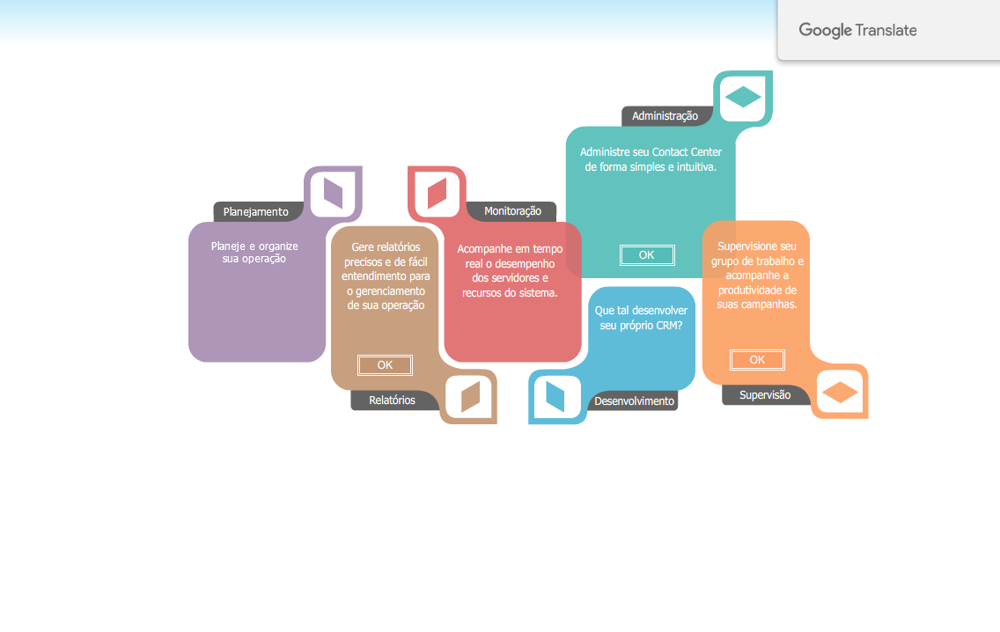 Google Translate
Administração
Administre seu Contact Center
de forma simples e intuitiva.
OK
Planejamento
Planeje e organize
sua operação
Monitoração
Acompanhe em tempo
real o desempenho
dos servidores e
recursos do sistema.
Gere relatórios
precisos e de fácil
entendimento para
o gerenciamento
de sua operação
OK
Relatórios
Que tal desenvolver
seu próprio CRM?
Desenvolvimento
Supervisione seu
grupo de trabalho e
acompanhe a
produtividade de
suas campanhas.
OK
Supervisão